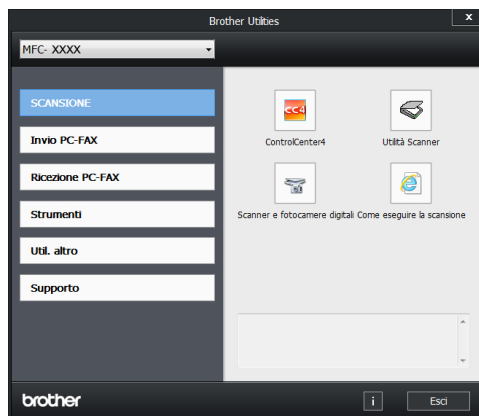 Brother Utilities
x
MFC- XXXX
SCANSIONE
Invio PC-FAX
Ricezione PC-FAX
Strumenti
Util. altro
Supporto
CC4
ControlCenter4
Utilità Scanner
Scanner e fotocamere digitali
Come eseguire la scansione
brother
i
Esci